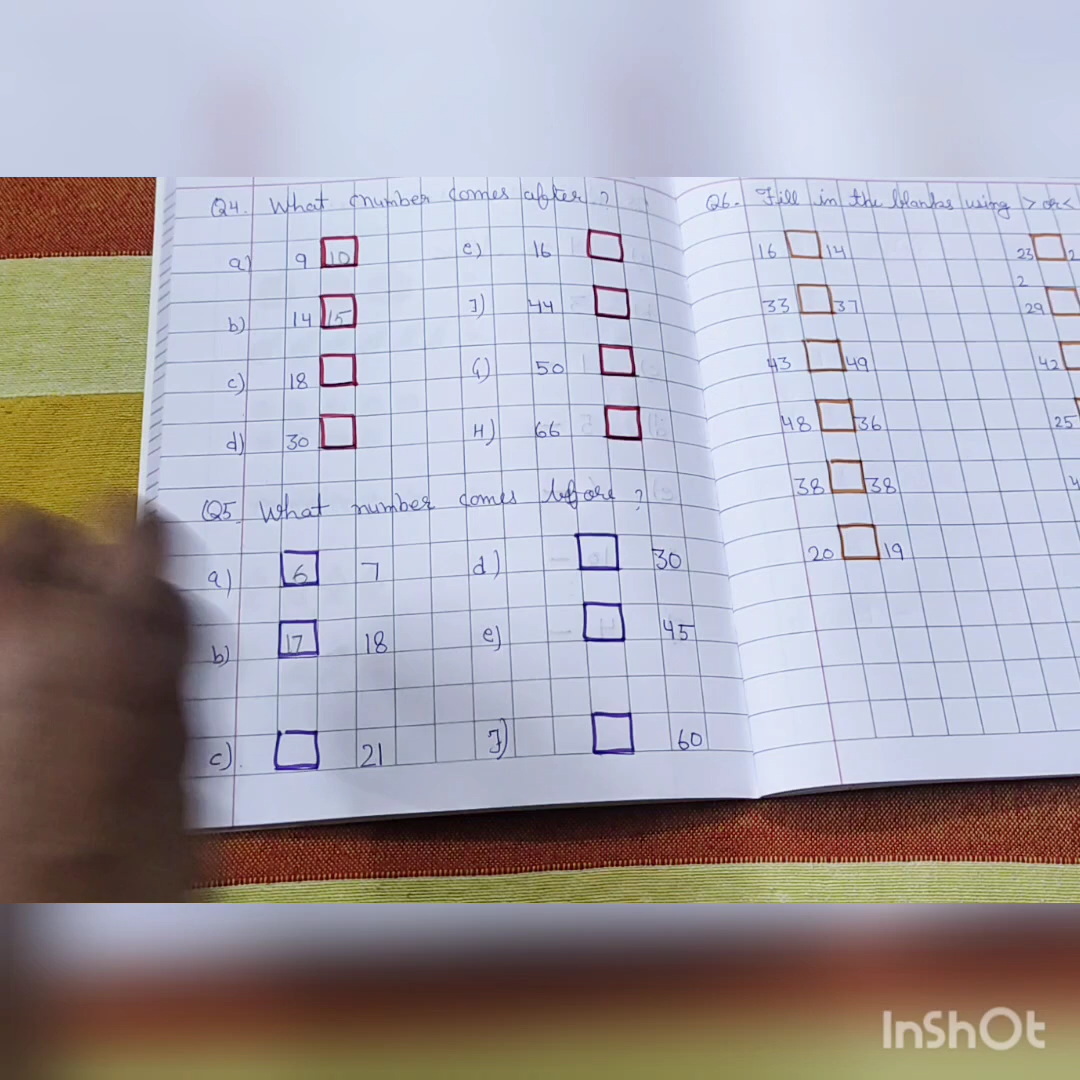 Q4. What number comes after ?
a) 9 10 e) 16
b) 14 15 f) 44
c) 18 G) 50
d) 30 H) 66
Q5. What number comes before ?
a) 6 7 d) 30
b) 17 18 e) 45
c). 21 f) 60
Q6. Fill in the blanks using > or <
16 14 23 2
2
33 37 29
43 49 42
48 36 25
38 38
20 19
InShOt